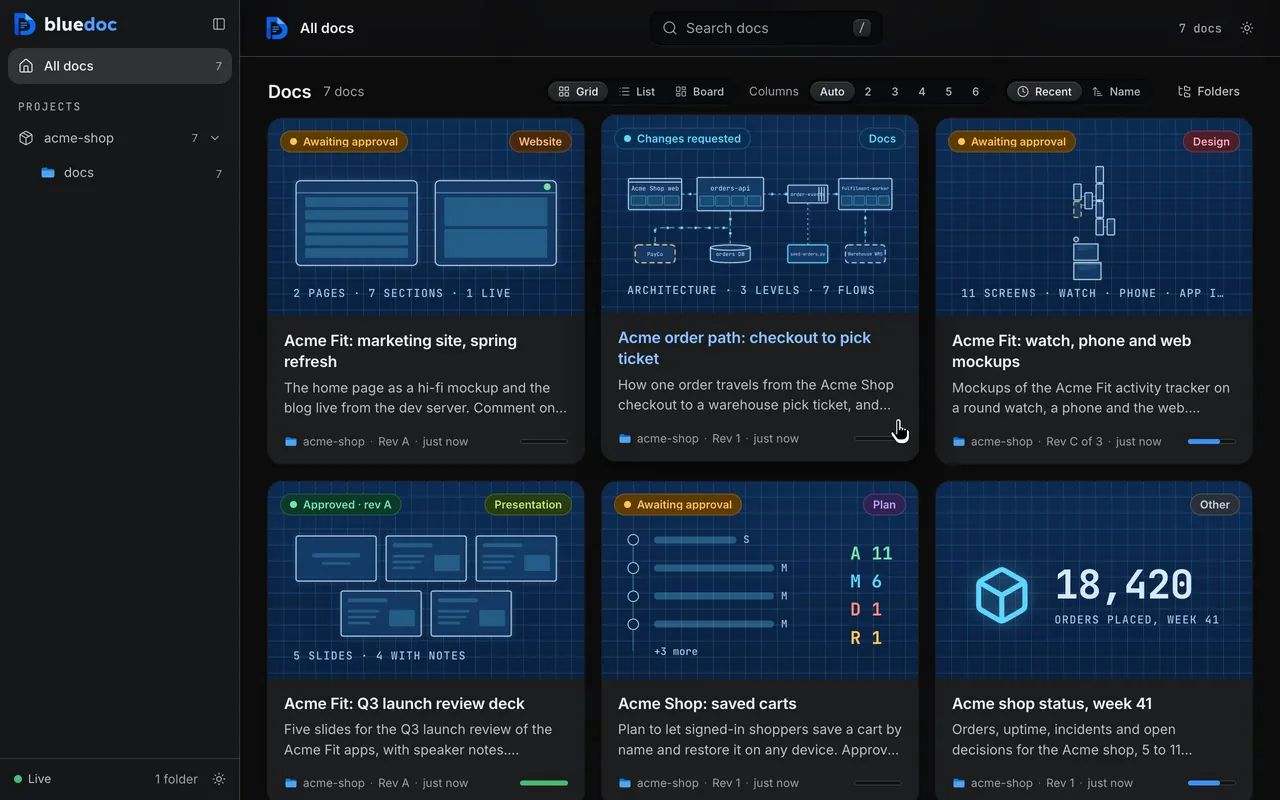 bluedoc
All docs
7
PROJECTS
acme-shop
7
docs
7
Live
1 folder
All docs
Search docs
/
7 docs
Docs 7 docs
Grid List Board Columns Auto 2 3 4 5 6 Recent Name Folders
Awaiting approval Website
2 PAGES · 7 SECTIONS · 1 LIVE
Acme Fit: marketing site, spring
refresh
The home page as a hi-fi mockup and the
blog live from the dev server. Comment on...
acme-shop · Rev A · just now
Changes requested Docs
Acme Shop web
orders-api
fulfilment-worker
PayCo
orders DB
seed-orders.py
Warehouse WMS
ARCHITECTURE · 3 LEVELS · 7 FLOWS
Acme order path: checkout to pick
ticket
How one order travels from the Acme Shop
checkout to a warehouse pick ticket, and...
acme-shop · Rev 1 · just now
Awaiting approval Design
11 SCREENS · WATCH · PHONE · APP I…
Acme Fit: watch, phone and web
mockups
Mockups of the Acme Fit activity tracker on
a round watch, a phone and the web....
acme-shop · Rev C of 3 · just now
Approved · rev A Presentation
5 SLIDES · 4 WITH NOTES
Acme Fit: Q3 launch review deck
Five slides for the Q3 launch review of the
Acme Fit apps, with speaker notes....
acme-shop · Rev A · just now
Awaiting approval Plan
S
M
M
M
+3 more
A 11
M 6
D 1
R 1
Acme Shop: saved carts
Plan to let signed-in shoppers save a cart by
name and restore it on any device. Approv...
acme-shop · Rev 1 · just now
Other
18,420
ORDERS PLACED, WEEK 41
Acme shop status, week 41
Orders, uptime, incidents and open
decisions for the Acme shop, 5 to 11...
acme-shop · Rev 1 · just now